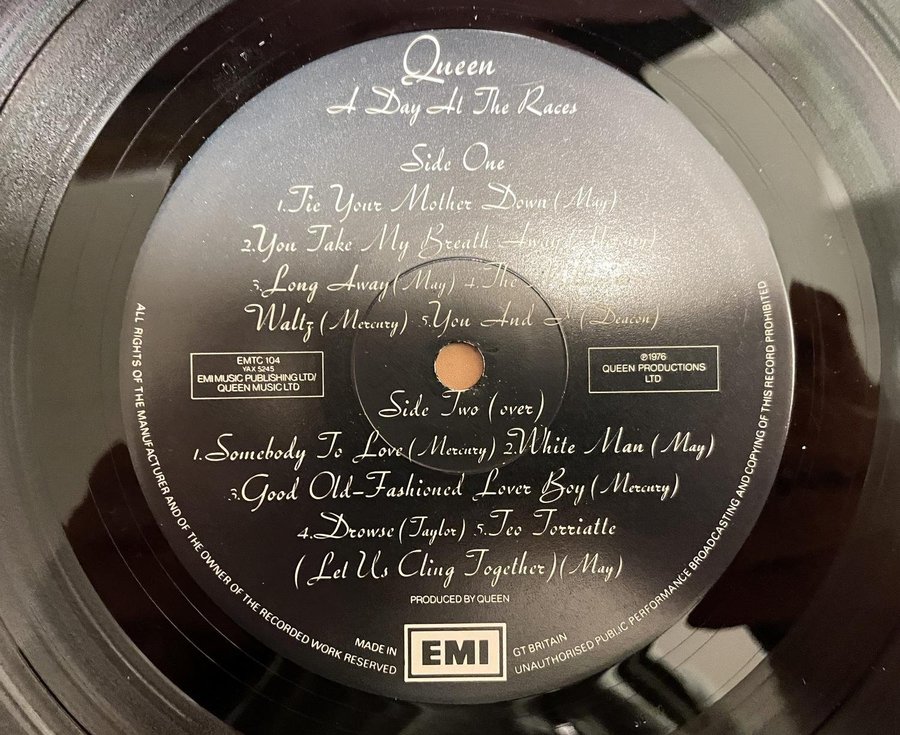 Queen
A Day At The Races
Side One
1.Tie Your Mother Down (May)
2.You Take My Breath Away (Mercury)
3.Long Away (May) 4.The
Waltz (Mercury) 5.You And I (Deacon)
EMTC 104
YAX 5245
EMI MUSIC PUBLISHING LTD/
QUEEN MUSIC LTD
℗1976
QUEEN PRODUCTIONS
LTD
Side Two (over)
1.Somebody To Love (Mercury) 2.White Man (May)
3.Good Old-Fashioned Lover Boy (Mercury)
4.Drowse (Taylor) 5.Teo Torriatte
(Let Us Cling Together) (May)
PRODUCED BY QUEEN
ALL RIGHTS OF THE MANUFACTURER AND OF THE OWNER OF THE RECORDED WORK RESERVED
MADE IN
EMI
GT BRITAIN
UNAUTHORISED PUBLIC PERFORMANCE BROADCASTING AND COPYING OF THIS RECORD PROHIBITED